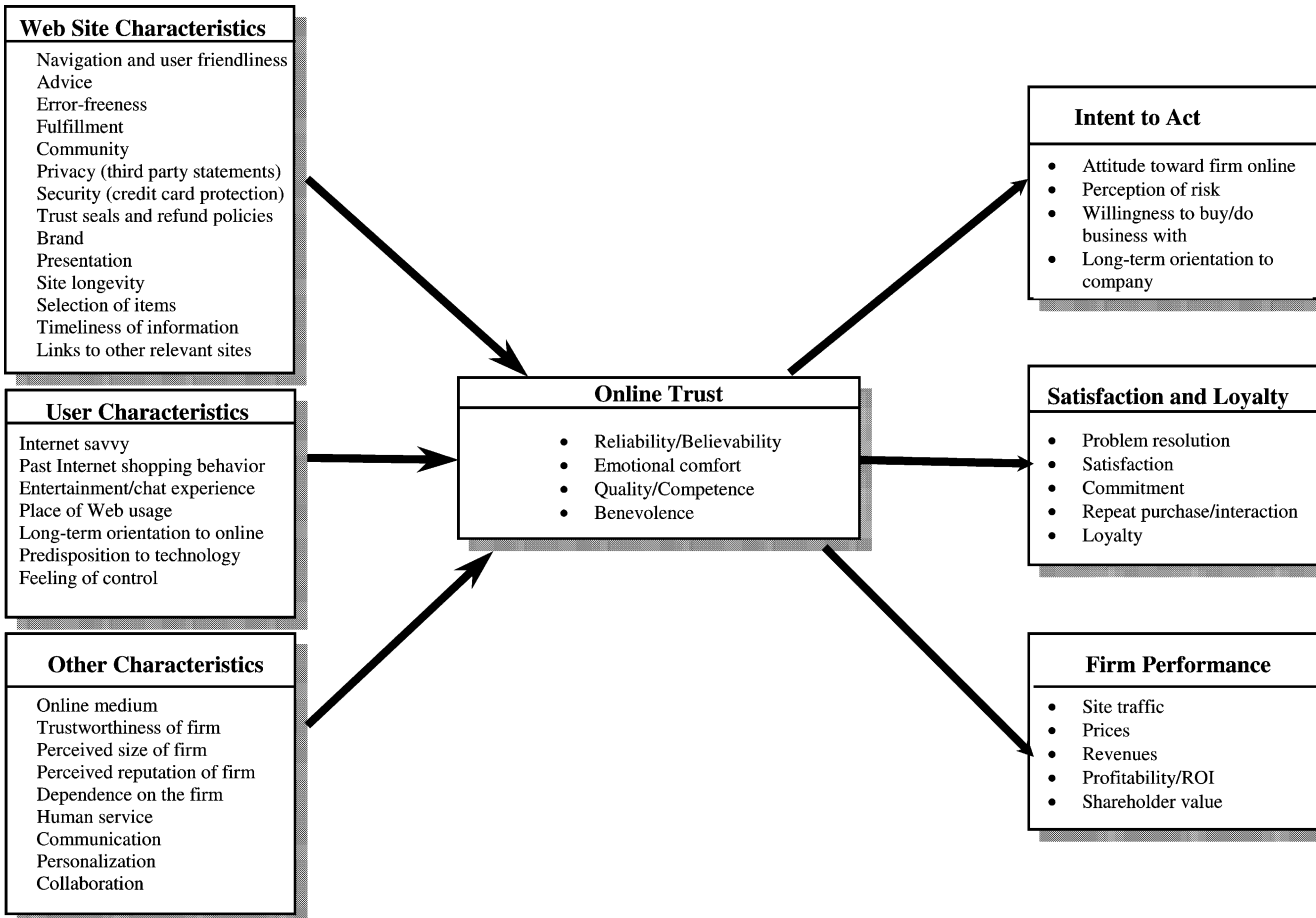 Web Site Characteristics
Navigation and user friendliness
Advice
Error-freeness
Fulfillment
Community
Privacy (third party statements)
Security (credit card protection)
Trust seals and refund policies
Brand
Presentation
Site longevity
Selection of items
Timeliness of information
Links to other relevant sites
User Characteristics
Internet savvy
Past Internet shopping behavior
Entertainment/chat experience
Place of Web usage
Long-term orientation to online
Predisposition to technology
Feeling of control
Other Characteristics
Online medium
Trustworthiness of firm
Perceived size of firm
Perceived reputation of firm
Dependence on the firm
Human service
Communication
Personalization
Collaboration
Online Trust
• Reliability/Believability
• Emotional comfort
• Quality/Competence
• Benevolence
Intent to Act
• Attitude toward firm online
• Perception of risk
• Willingness to buy/do
business with
• Long-term orientation to
company
Satisfaction and Loyalty
• Problem resolution
• Satisfaction
• Commitment
• Repeat purchase/interaction
• Loyalty
Firm Performance
• Site traffic
• Prices
• Revenues
• Profitability/ROI
• Shareholder value